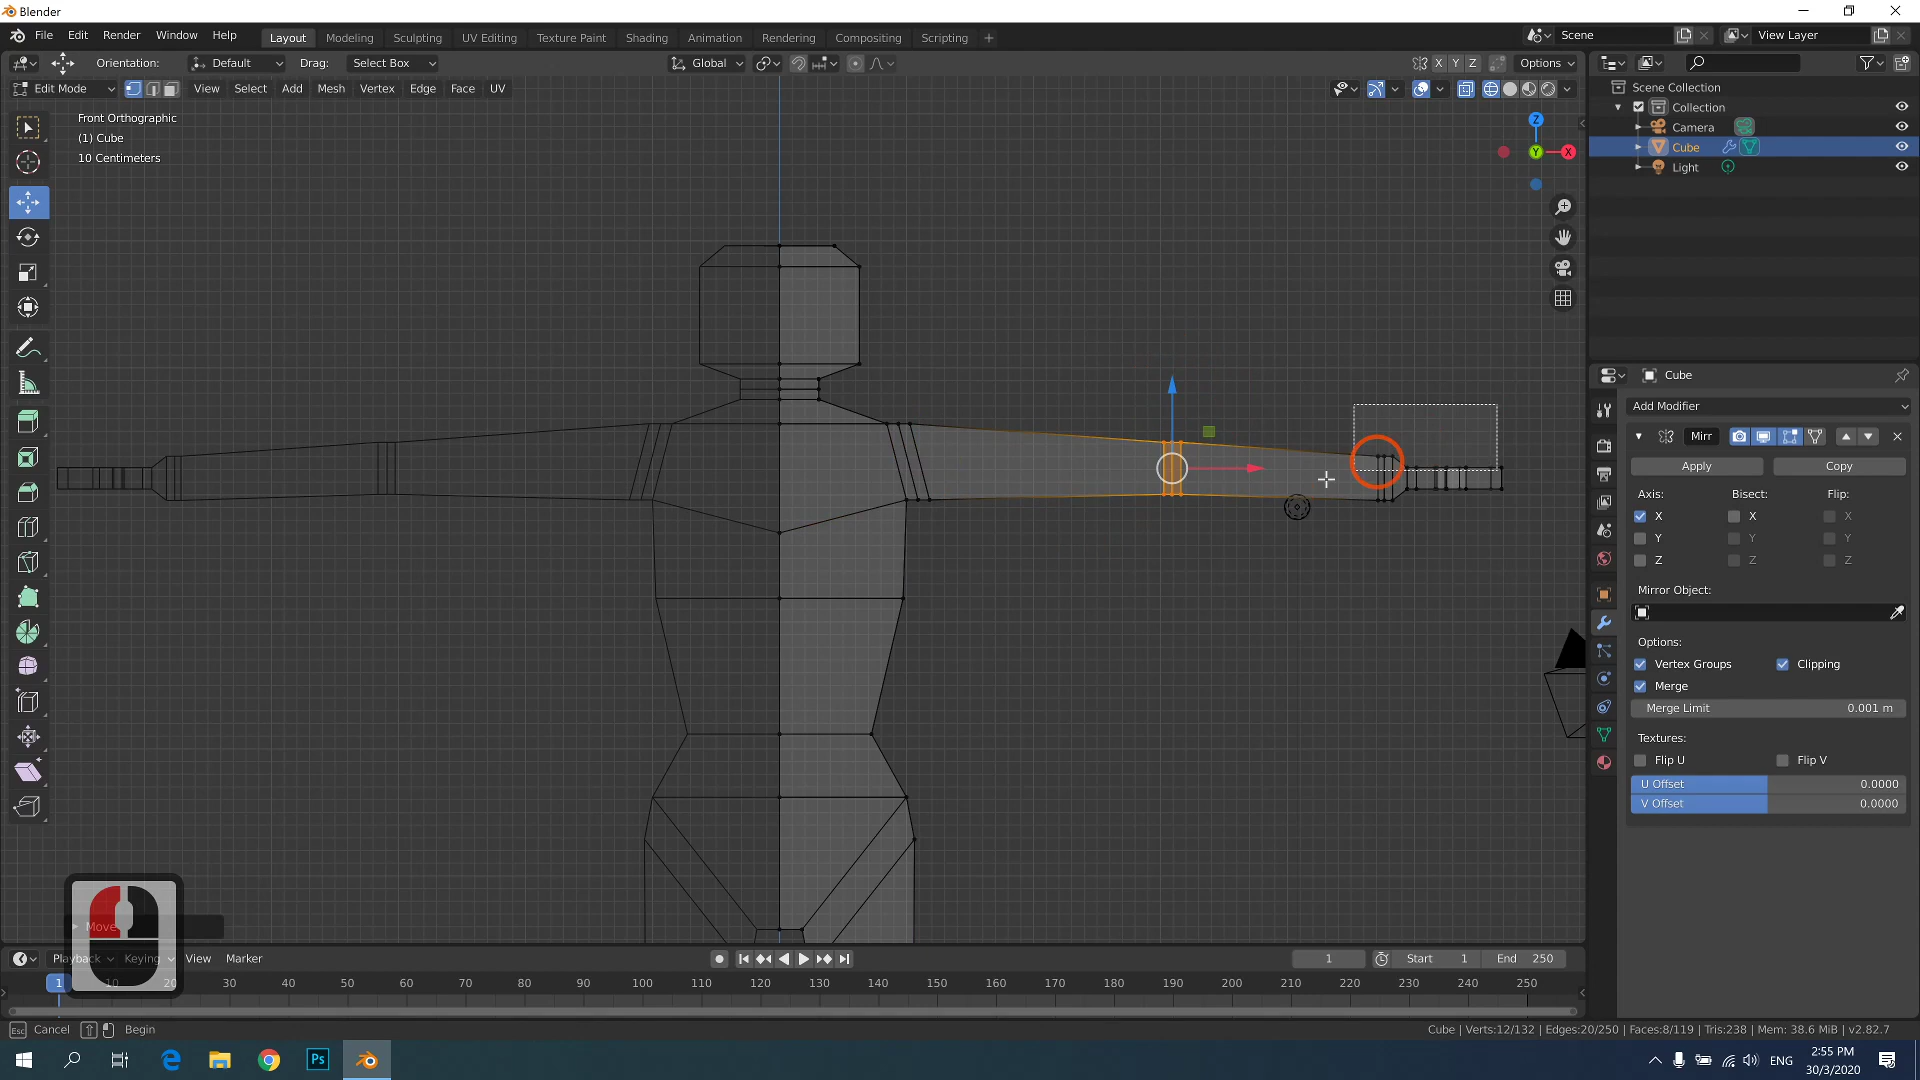 Blender
File Edit Render Window Help Layout Modeling Sculpting UV Editing Texture Paint Shading Animation Rendering Compositing Scripting Scene View Layer
Orientation: Default Drag: Select Box Global X Y Z Options
Edit Mode View Select Add Mesh Vertex Edge Face UV
Front Orthographic
(1) Cube
10 Centimeters
Z
Y
X
Scene Collection
Collection
Camera
Cube
Light
Cube
Add Modifier
Mirr
Apply Copy
Axis: Bisect: Flip:
X X X
Y Y Y
Z Z Z
Mirror Object:
Options:
Vertex Groups Clipping
Merge
Merge Limit 0.001 m
Textures:
Flip U Flip V
U Offset 0.0000
V Offset 0.0000
Move
Playback Keying View Marker 1 Start 1 End 250
1 10 20 30 40 50 60 70 80 90 100 110 120 130 140 150 160 170 180 190 200 210 220 230 240 250
Esc Cancel Begin Cube | Verts:12/132 | Edges:20/250 | Faces:8/119 | Tris:238 | Mem: 38.6 MiB | v2.82.7
Ps ENG 2:55 PM
30/3/2020